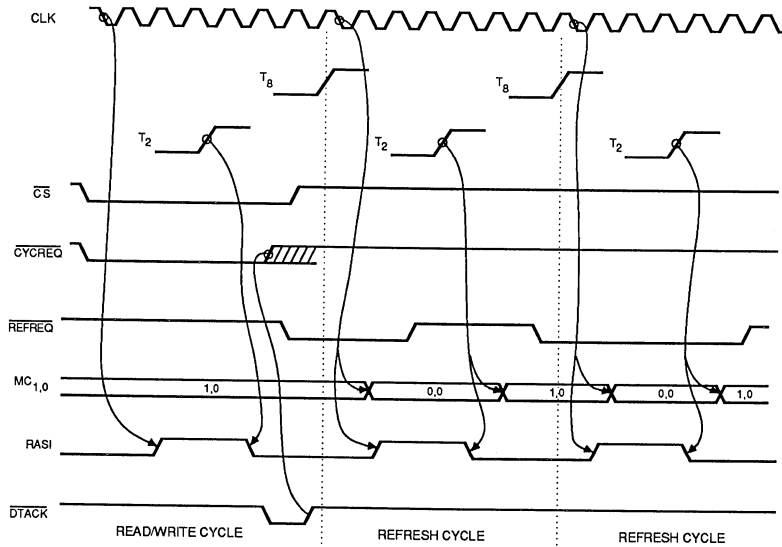 CLK
T8 T8
T2 T2 T2
CS
CYCREQ
REFREQ
MC1,0 1,0 0,0 1,0 0,0 1,0
RASI
DTACK
READ/WRITE CYCLE REFRESH CYCLE REFRESH CYCLE